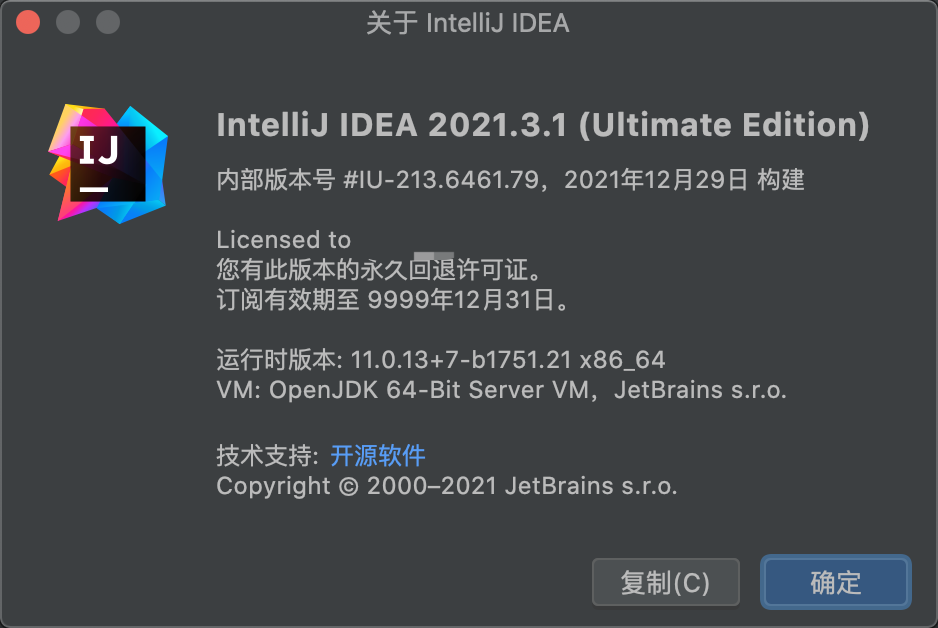 关于 IntelliJ IDEA
IJ
IntelliJ IDEA 2021.3.1 (Ultimate Edition)
内部版本号 #IU-213.6461.79，2021年12月29日 构建
Licensed to
您有此版本的永久回退许可证。
订阅有效期至 9999年12月31日。
运行时版本: 11.0.13+7-b1751.21 x86_64
VM: OpenJDK 64-Bit Server VM，JetBrains s.r.o.
技术支持: 开源软件
Copyright © 2000–2021 JetBrains s.r.o.
复制(C) 确定